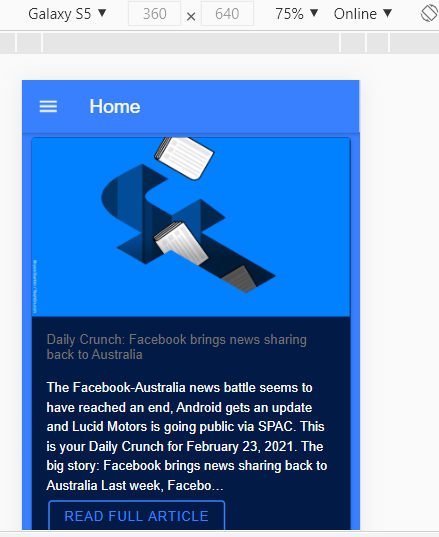 Galaxy S5 ▼ 360 × 640 75% ▼ Online ▼
Home
Daily Crunch: Facebook brings news sharing
back to Australia
The Facebook-Australia news battle seems to
have reached an end, Android gets an update
and Lucid Motors is going public via SPAC. This
is your Daily Crunch for February 23, 2021. The
big story: Facebook brings news sharing back to
Australia Last week, Facebo...
READ FULL ARTICLE